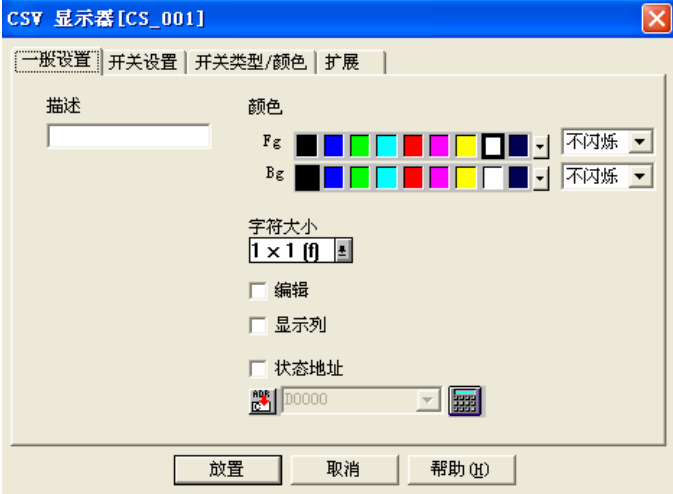 CSV 显示器[CS_001]
一般设置 开关设置 开关类型/颜色 扩展
描述
颜色
Fg 不闪烁
Bg 不闪烁
字符大小
1×1 (f)
编辑
显示列
状态地址
ADR D0000
放置 取消 帮助(H)